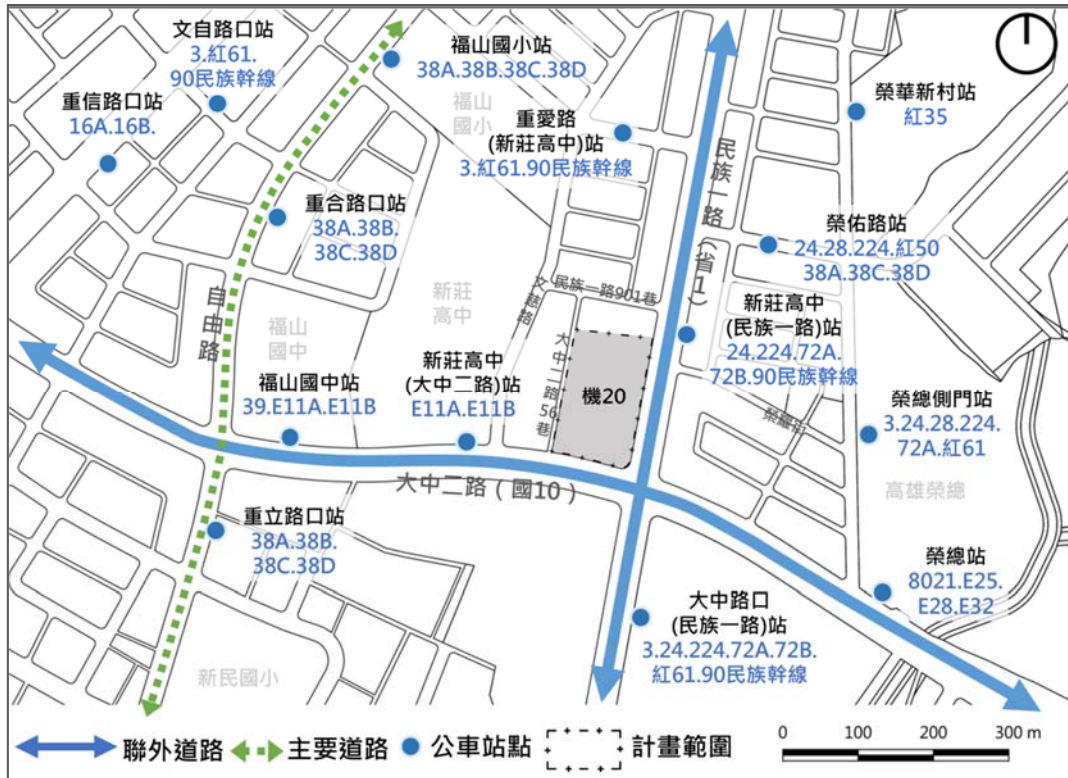 文自路口站
3.紅61.
90民族幹線
重信路口站
16A.16B.
福山國小站
38A.38B.38C.38D
福山
國小
重愛路
(新莊高中)站
3.紅61.90民族幹線
榮華新村站
紅35
重合路口站
38A.38B.
38C.38D
民族一路（省1）
榮佑路站
24.28.224.紅50
38A.38C.38D
自由路
新莊
高中
文慈路
民族一路901巷
福山
國中
大中二路56巷
機20
新莊高中
(民族一路)站
24.224.72A.
72B.90民族幹線
福山國中站
39.E11A.E11B
新莊高中
(大中二路)站
E11A.E11B
榮總側門站
3.24.28.224.
72A.紅61
高雄榮總
大中二路（國10）
重立路口站
38A.38B.
38C.38D
榮總站
8021.E25.
E28.E32
大中路口
(民族一路)站
3.24.224.72A.72B.
紅61.90民族幹線
新民國小
聯外道路
主要道路
公車站點
計畫範圍
0 100 200 300 m